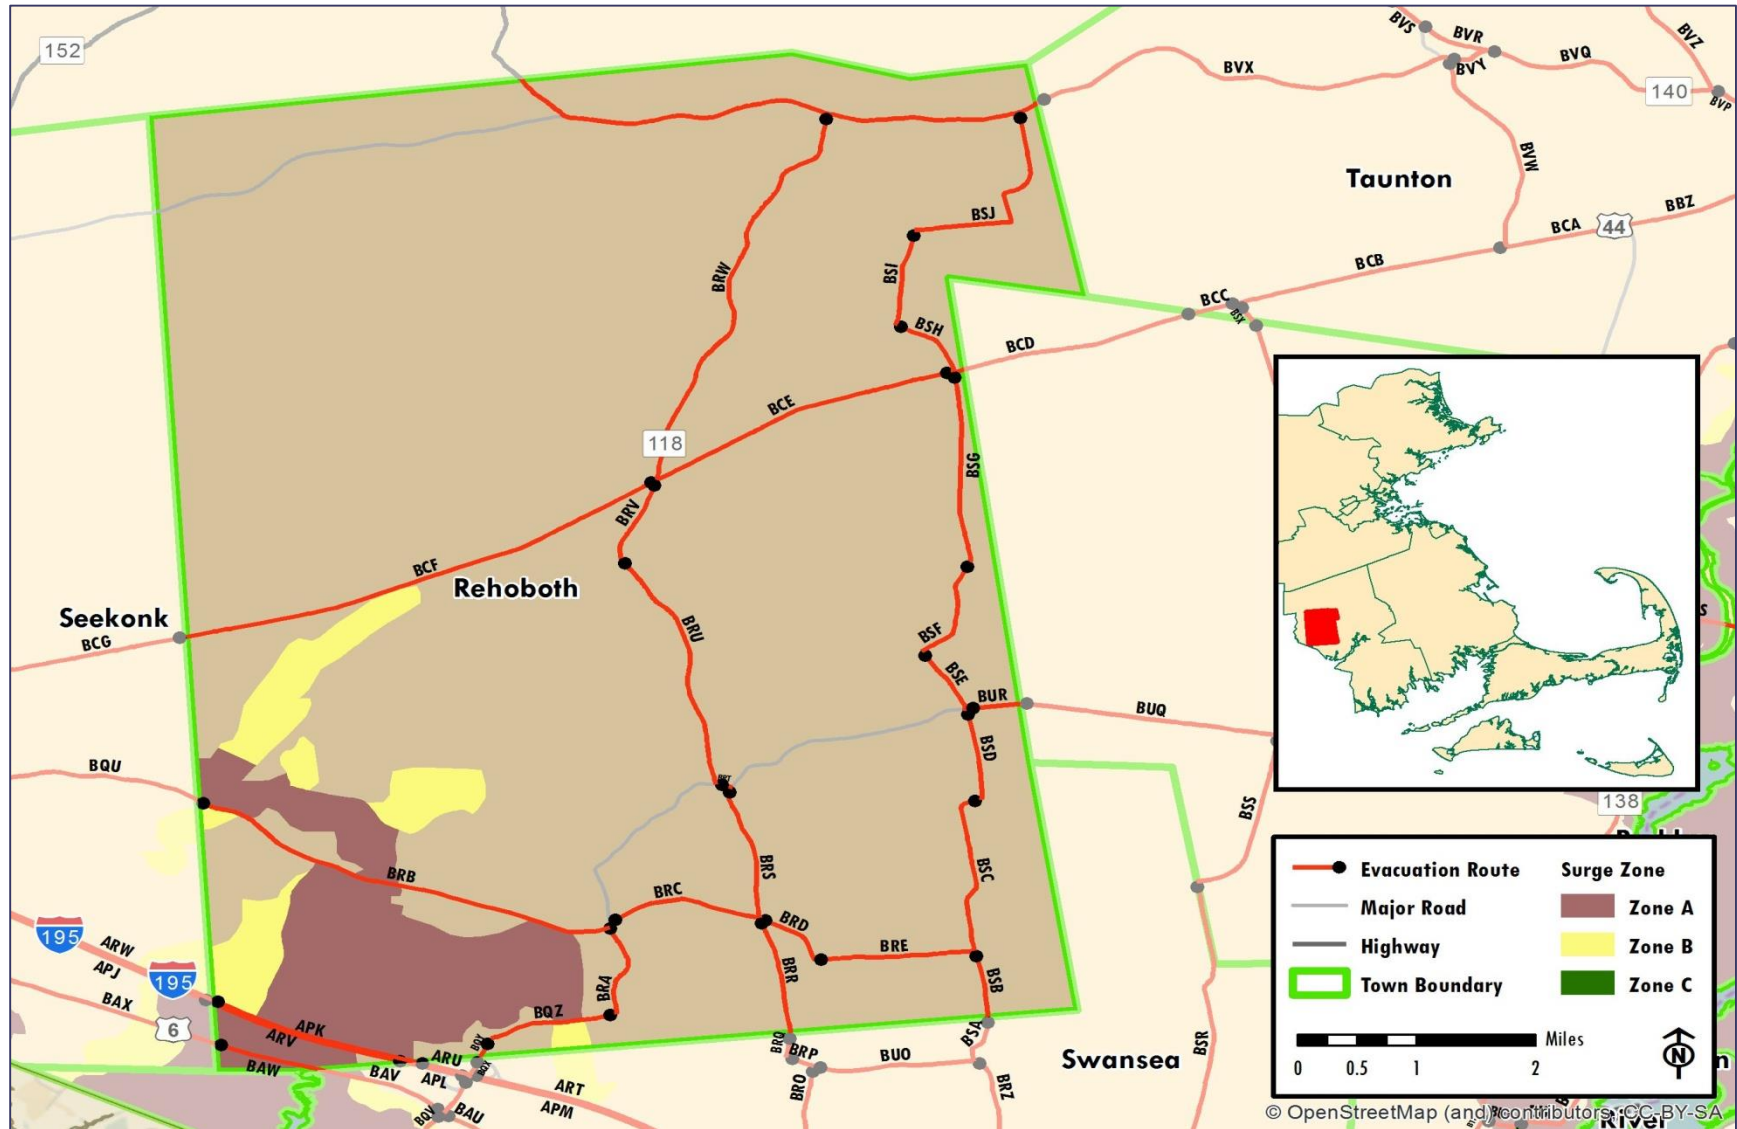 152
BVS
BVR
BVQ
BVZ
BVX
BVY
140
BVP
BVW
Taunton
BSJ
BCA
44
BBZ
BRW
BSI
BCB
BCC
BSX
BSH
BCD
BCE
118
BSG
BRV
BCF
Rehoboth
Seekonk
BCG
BRU
BSF
BSE
BUR
BUQ
BSD
BQU
BRT
BSS
138
BRB
BRC
BRS
BSC
BRD
BRE
195
ARW
APJ
195
BAX
6
BRA
BRR
BSB
BQZ
APK
ARV
BQY
BRQ
BSA
BSR
ARU
BRP
BUO
Swansea
BAW
BAV
APL
BQX
ART
APM
BRO
BRZ
BQV
BAU
Evacuation Route
Surge Zone
Major Road
Zone A
Highway
Zone B
Town Boundary
Zone C
Miles
0 0.5 1 2
N
© OpenStreetMap (and) contributors, CC-BY-SA
River